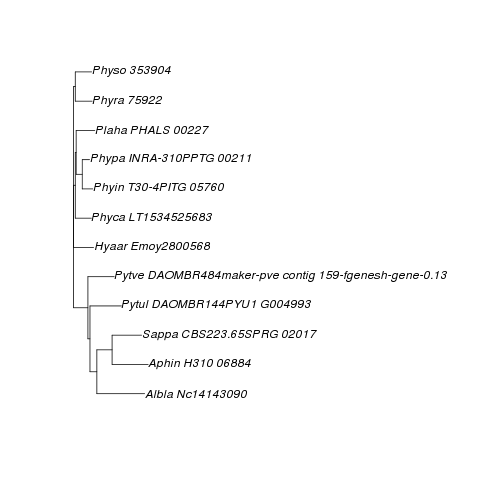 Physo 353904
Phyra 75922
Plaha PHALS 00227
Phypa INRA-310PPTG 00211
Phyin T30-4PITG 05760
Phyca LT1534525683
Hyaar Emoy2800568
Pytve DAOMBR484maker-pve contig 159-fgenesh-gene-0.13
Pytul DAOMBR144PYU1 G004993
Sappa CBS223.65SPRG 02017
Aphin H310 06884
Albla Nc14143090